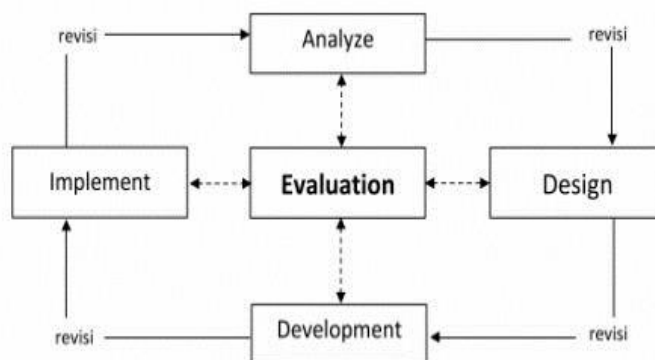 revisi
Analyze
revisi
Implement
Evaluation
Design
revisi
Development
revisi